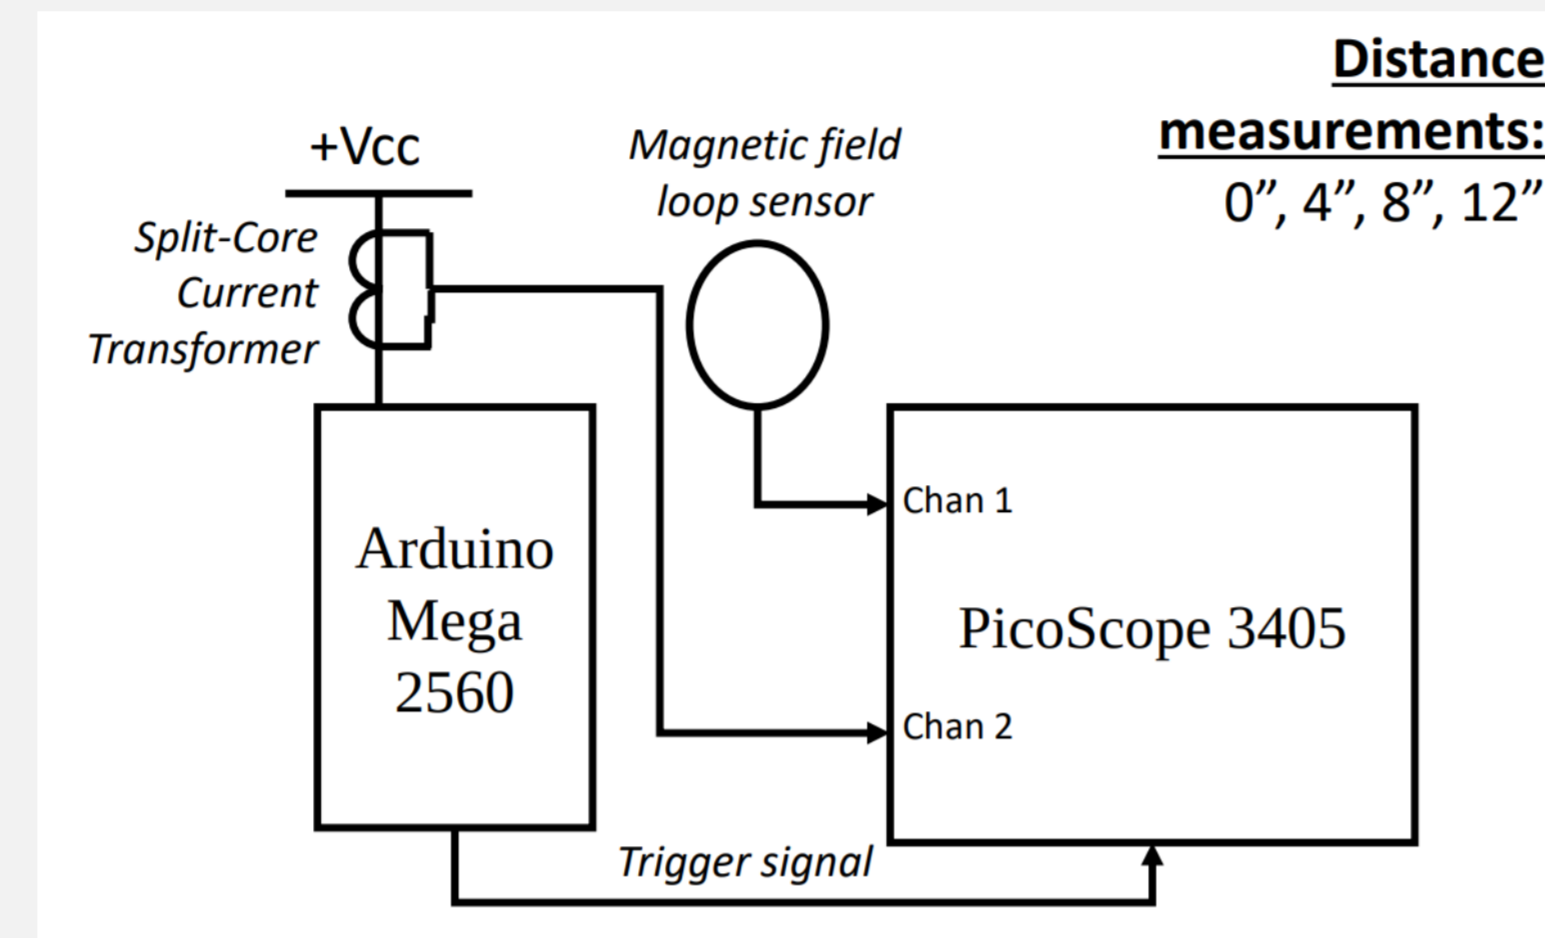 Distance
measurements:
0”, 4”, 8”, 12”
+Vcc
Magnetic field
loop sensor
Split-Core
Current
Transformer
Chan 1
Arduino
Mega
2560
PicoScope 3405
Chan 2
Trigger signal